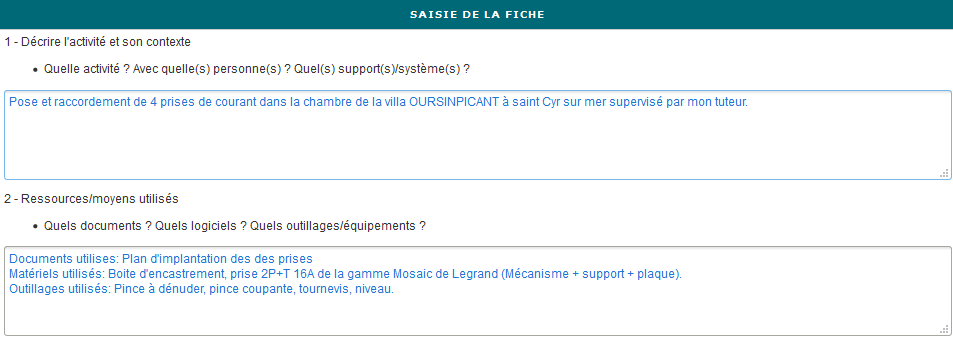 SAISIE DE LA FICHE
1 - Décrire l'activité et son contexte
• Quelle activité ? Avec quelle(s) personne(s) ? Quel(s) support(s)/système(s) ?
Pose et raccordement de 4 prises de courant dans la chambre de la villa OURSINPICANT à saint Cyr sur mer supervisé par mon tuteur.
2 - Ressources/moyens utilisés
• Quels documents ? Quels logiciels ? Quels outillages/équipements ?
Documents utilises: Plan d'implantation des des prises
Matériels utilisés: Boite d'encastrement, prise 2P+T 16A de la gamme Mosaic de Legrand (Mécanisme + support + plaque).
Outillages utilisés: Pince à dénuder, pince coupante, tournevis, niveau.